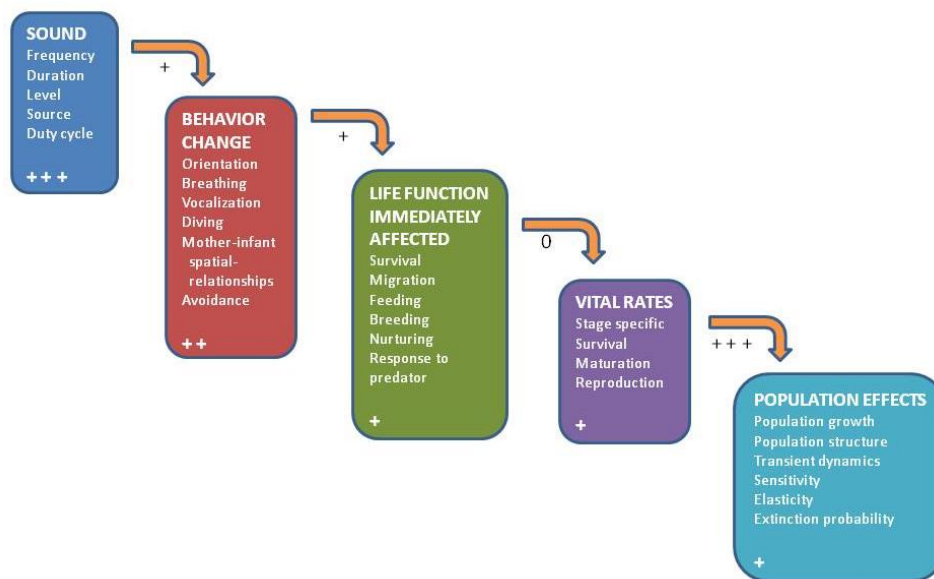 SOUND
Frequency
Duration
Level
Source
Duty cycle
+++
+
BEHAVIOR
CHANGE
Orientation
Breathing
Vocalization
Diving
Mother-infant
spatial-
relationships
Avoidance
++
+
LIFE FUNCTION
IMMEDIATELY
AFFECTED
Survival
Migration
Feeding
Breeding
Nurturing
Response to
predator
+
0
VITAL RATES
Stage specific
Survival
Maturation
Reproduction
+
+++
POPULATION EFFECTS
Population growth
Population structure
Transient dynamics
Sensitivity
Elasticity
Extinction probability
+